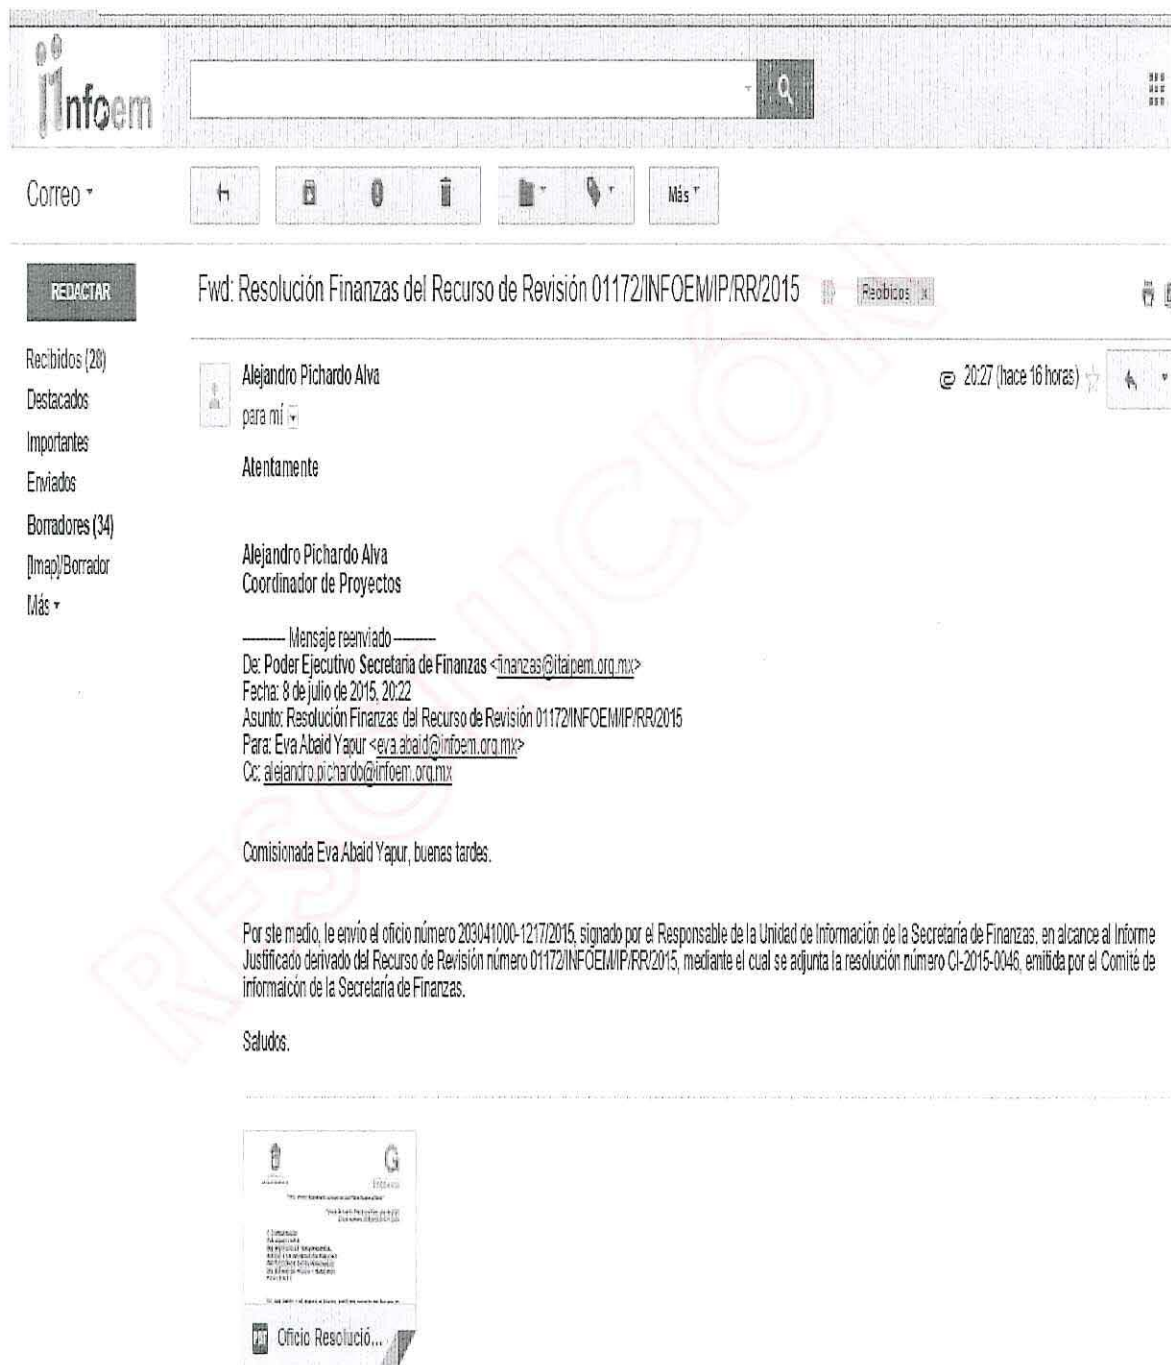 infoem
Correo
Más
REDACTAR
Fwd: Resolución Finanzas del Recurso de Revisión 01172/INFOEM/IP/RR/2015
Recibidos x
Recibidos (28)
Destacados
Importantes
Enviados
Borradores (34)
[Imap]/Borrador
Más
Alejandro Pichardo Alva
20:27 (hace 16 horas)
para mí
Atentamente
Alejandro Pichardo Alva
Coordinador de Proyectos
---------- Mensaje reenviado ----------
De: Poder Ejecutivo Secretaria de Finanzas <finanzas@itaipem.org.mx>
Fecha: 8 de julio de 2015, 20:22
Asunto: Resolución Finanzas del Recurso de Revisión 01172/INFOEM/IP/RR/2015
Para: Eva Abaid Yapur <eva.abaid@infoem.org.mx>
Cc: alejandro.pichardo@infoem.org.mx
Comisionada Eva Abaid Yapur, buenas tardes.
Por ste medio, le envío el oficio número 203041000-1217/2015, signado por el Responsable de la Unidad de Información de la Secretaría de Finanzas, en alcance al Informe
Justificado derivado del Recurso de Revisión número 01172/INFOEM/IP/RR/2015, mediante el cual se adjunta la resolución número CI-2015-0046, emitida por el Comité de
informaicón de la Secretaría de Finanzas.
Saludos.
PDF Oficio Resolució...
RESOLUCIÓN